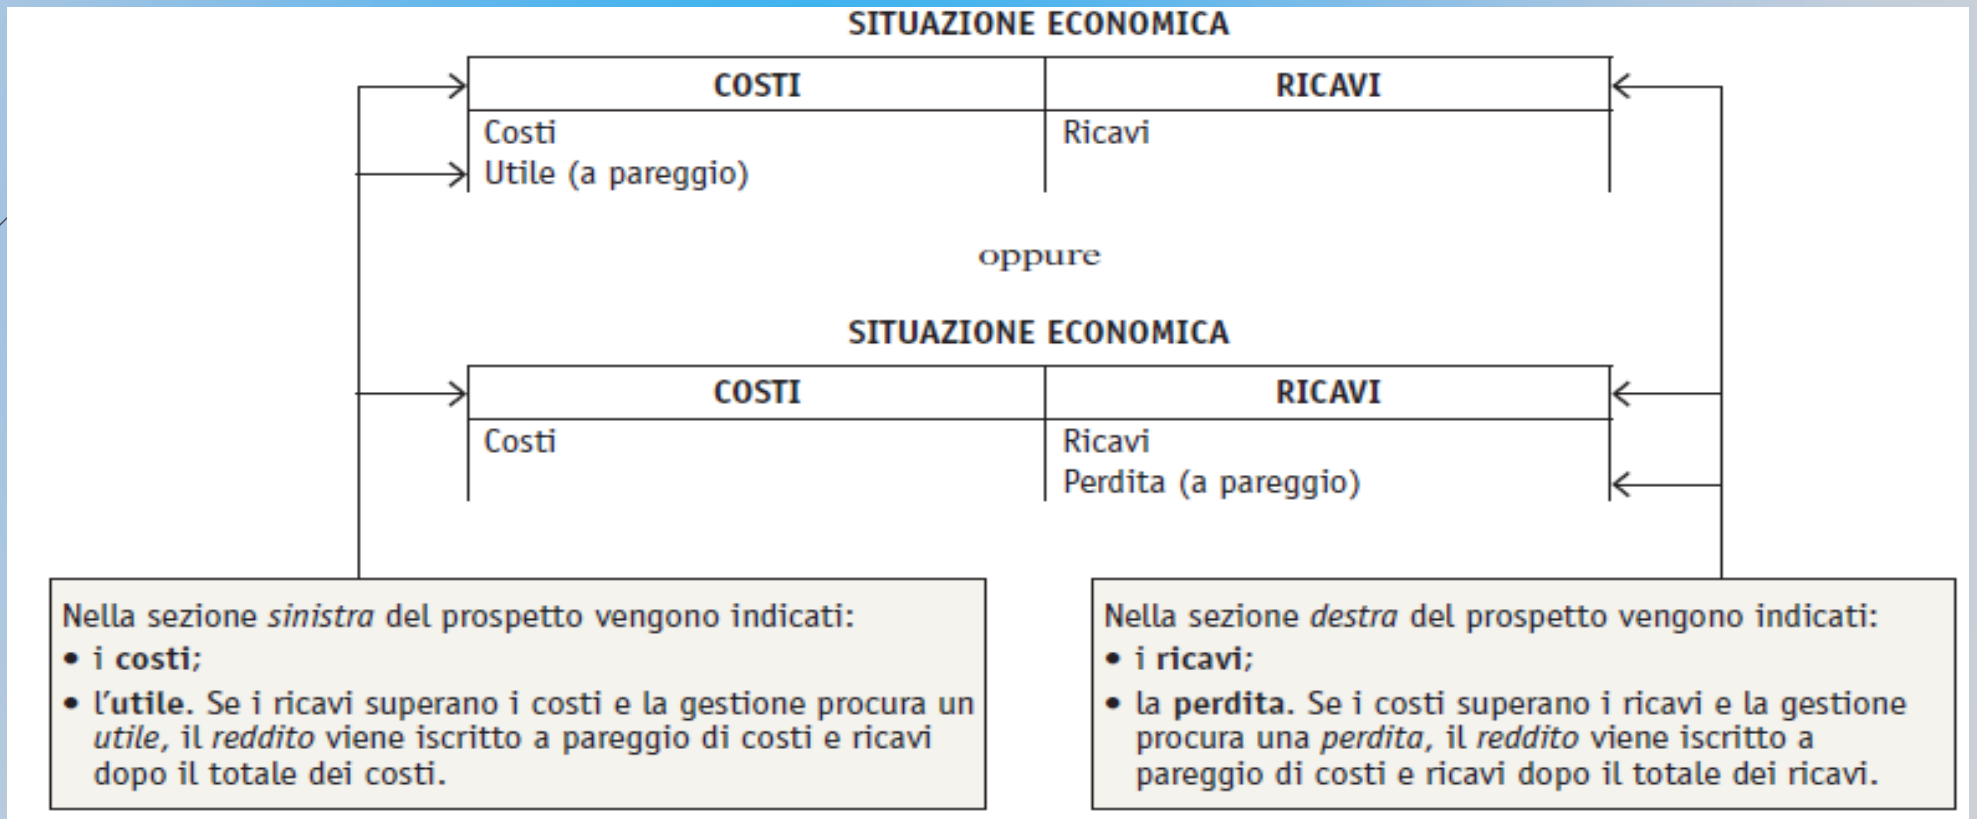 SITUAZIONE ECONOMICA
COSTI RICAVI
Costi Ricavi
Utile (a pareggio)
oppure
SITUAZIONE ECONOMICA
COSTI RICAVI
Costi Ricavi
Perdita (a pareggio)
Nella sezione sinistra del prospetto vengono indicati:
• i costi;
• l'utile. Se i ricavi superano i costi e la gestione procura un
utile, il reddito viene iscritto a pareggio di costi e ricavi
dopo il totale dei costi.
Nella sezione destra del prospetto vengono indicati:
• i ricavi;
• la perdita. Se i costi superano i ricavi e la gestione
procura una perdita, il reddito viene iscritto a
pareggio di costi e ricavi dopo il totale dei ricavi.